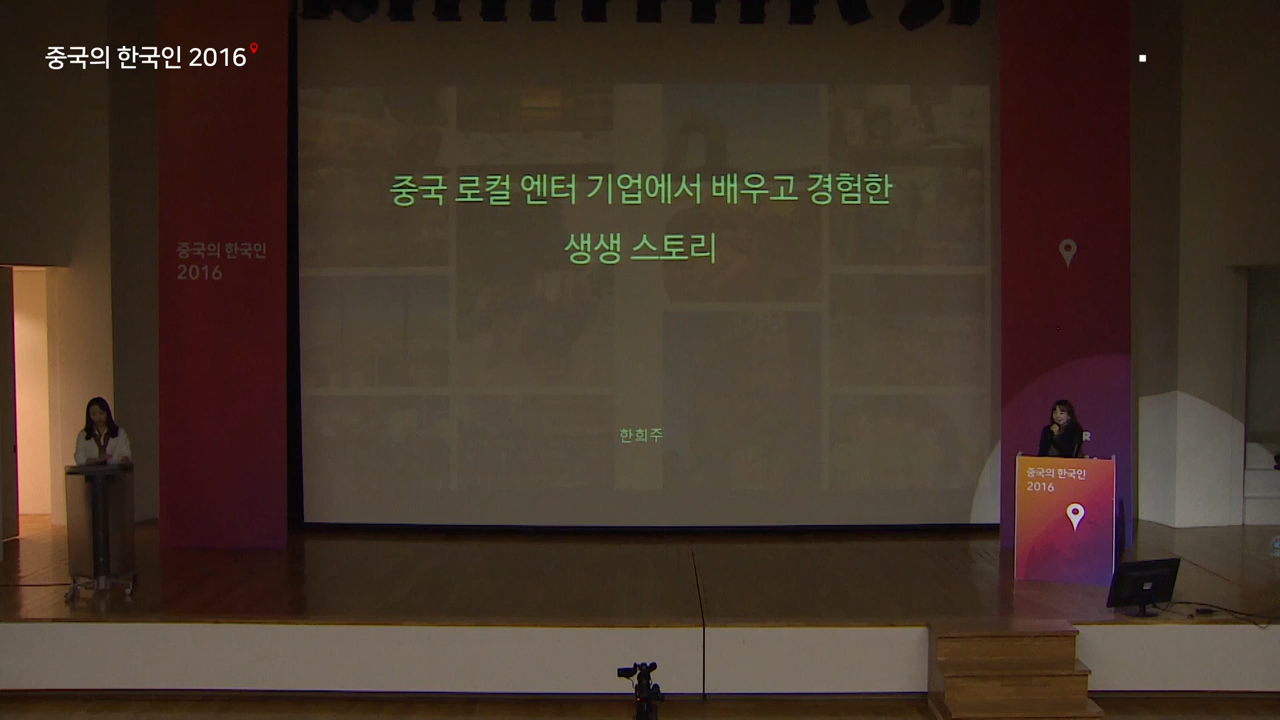 중국의 한국인 2016
중국 로컬 엔터 기업에서 배우고 경험한
생생 스토리
한희주
중국의 한국인
2016
중국의 한국인
2016